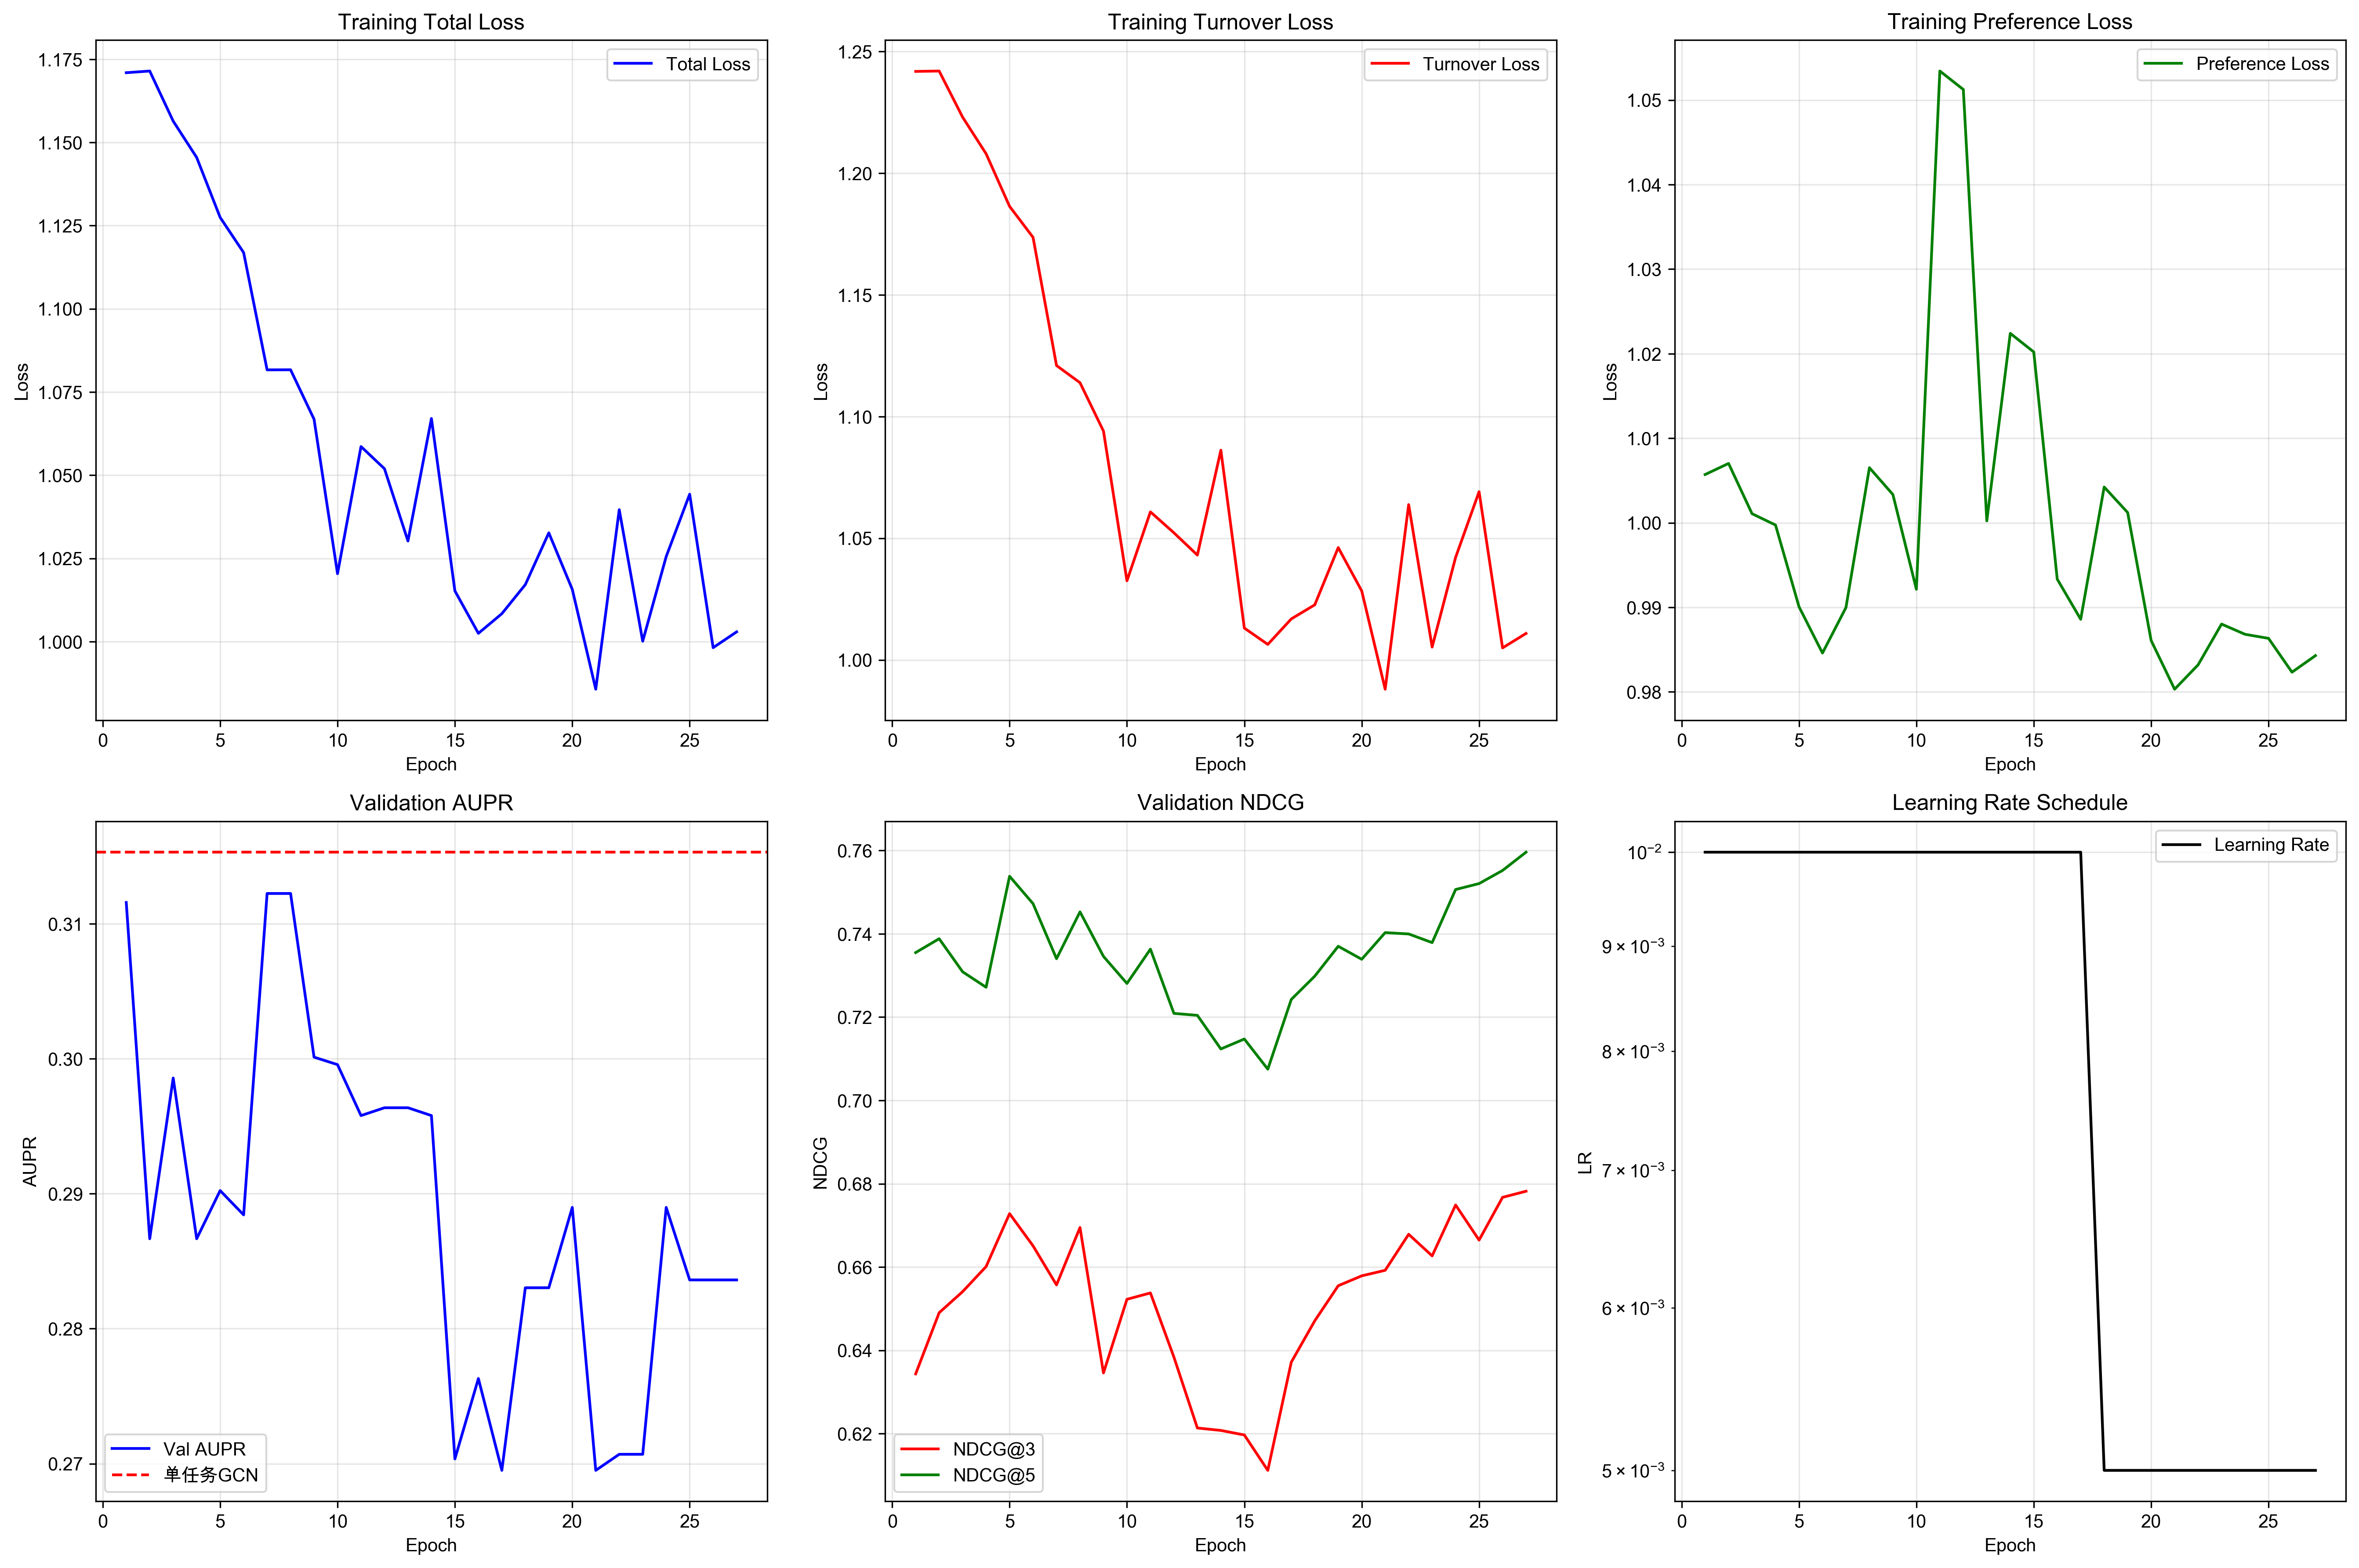 Training Total Loss
Total Loss
Loss
1.175
1.150
1.125
1.100
1.075
1.050
1.025
1.000
0 5 10 15 20 25
Epoch
Training Turnover Loss
Turnover Loss
Loss
1.25
1.20
1.15
1.10
1.05
1.00
0 5 10 15 20 25
Epoch
Training Preference Loss
Preference Loss
Loss
1.05
1.04
1.03
1.02
1.01
1.00
0.99
0.98
0 5 10 15 20 25
Epoch
Validation AUPR
AUPR
0.31
0.30
0.29
0.28
0.27
Val AUPR
单任务GCN
0 5 10 15 20 25
Epoch
Validation NDCG
NDCG
0.76
0.74
0.72
0.70
0.68
0.66
0.64
0.62
NDCG@3
NDCG@5
0 5 10 15 20 25
Epoch
Learning Rate Schedule
Learning Rate
LR
10⁻²
9 × 10⁻³
8 × 10⁻³
7 × 10⁻³
6 × 10⁻³
5 × 10⁻³
0 5 10 15 20 25
Epoch